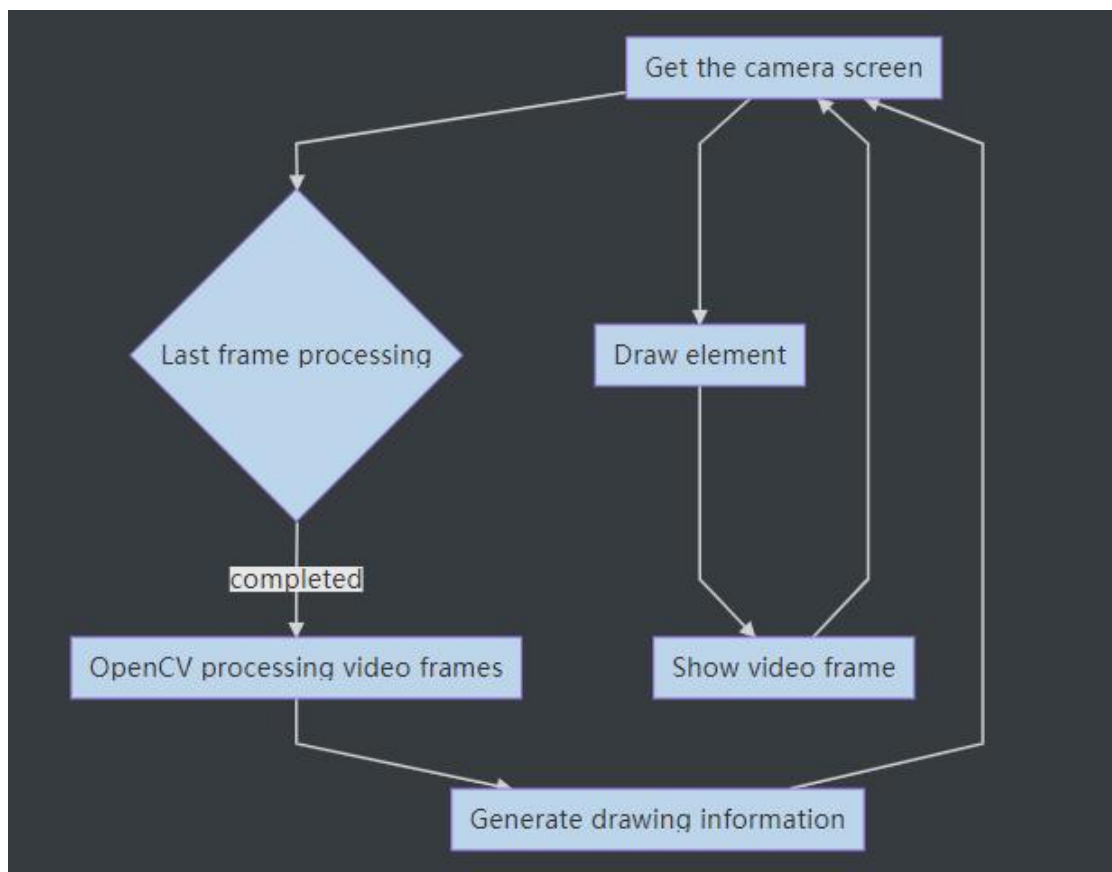 Get the camera screen
Last frame processing
Draw element
completed
OpenCV processing video frames
Show video frame
Generate drawing information